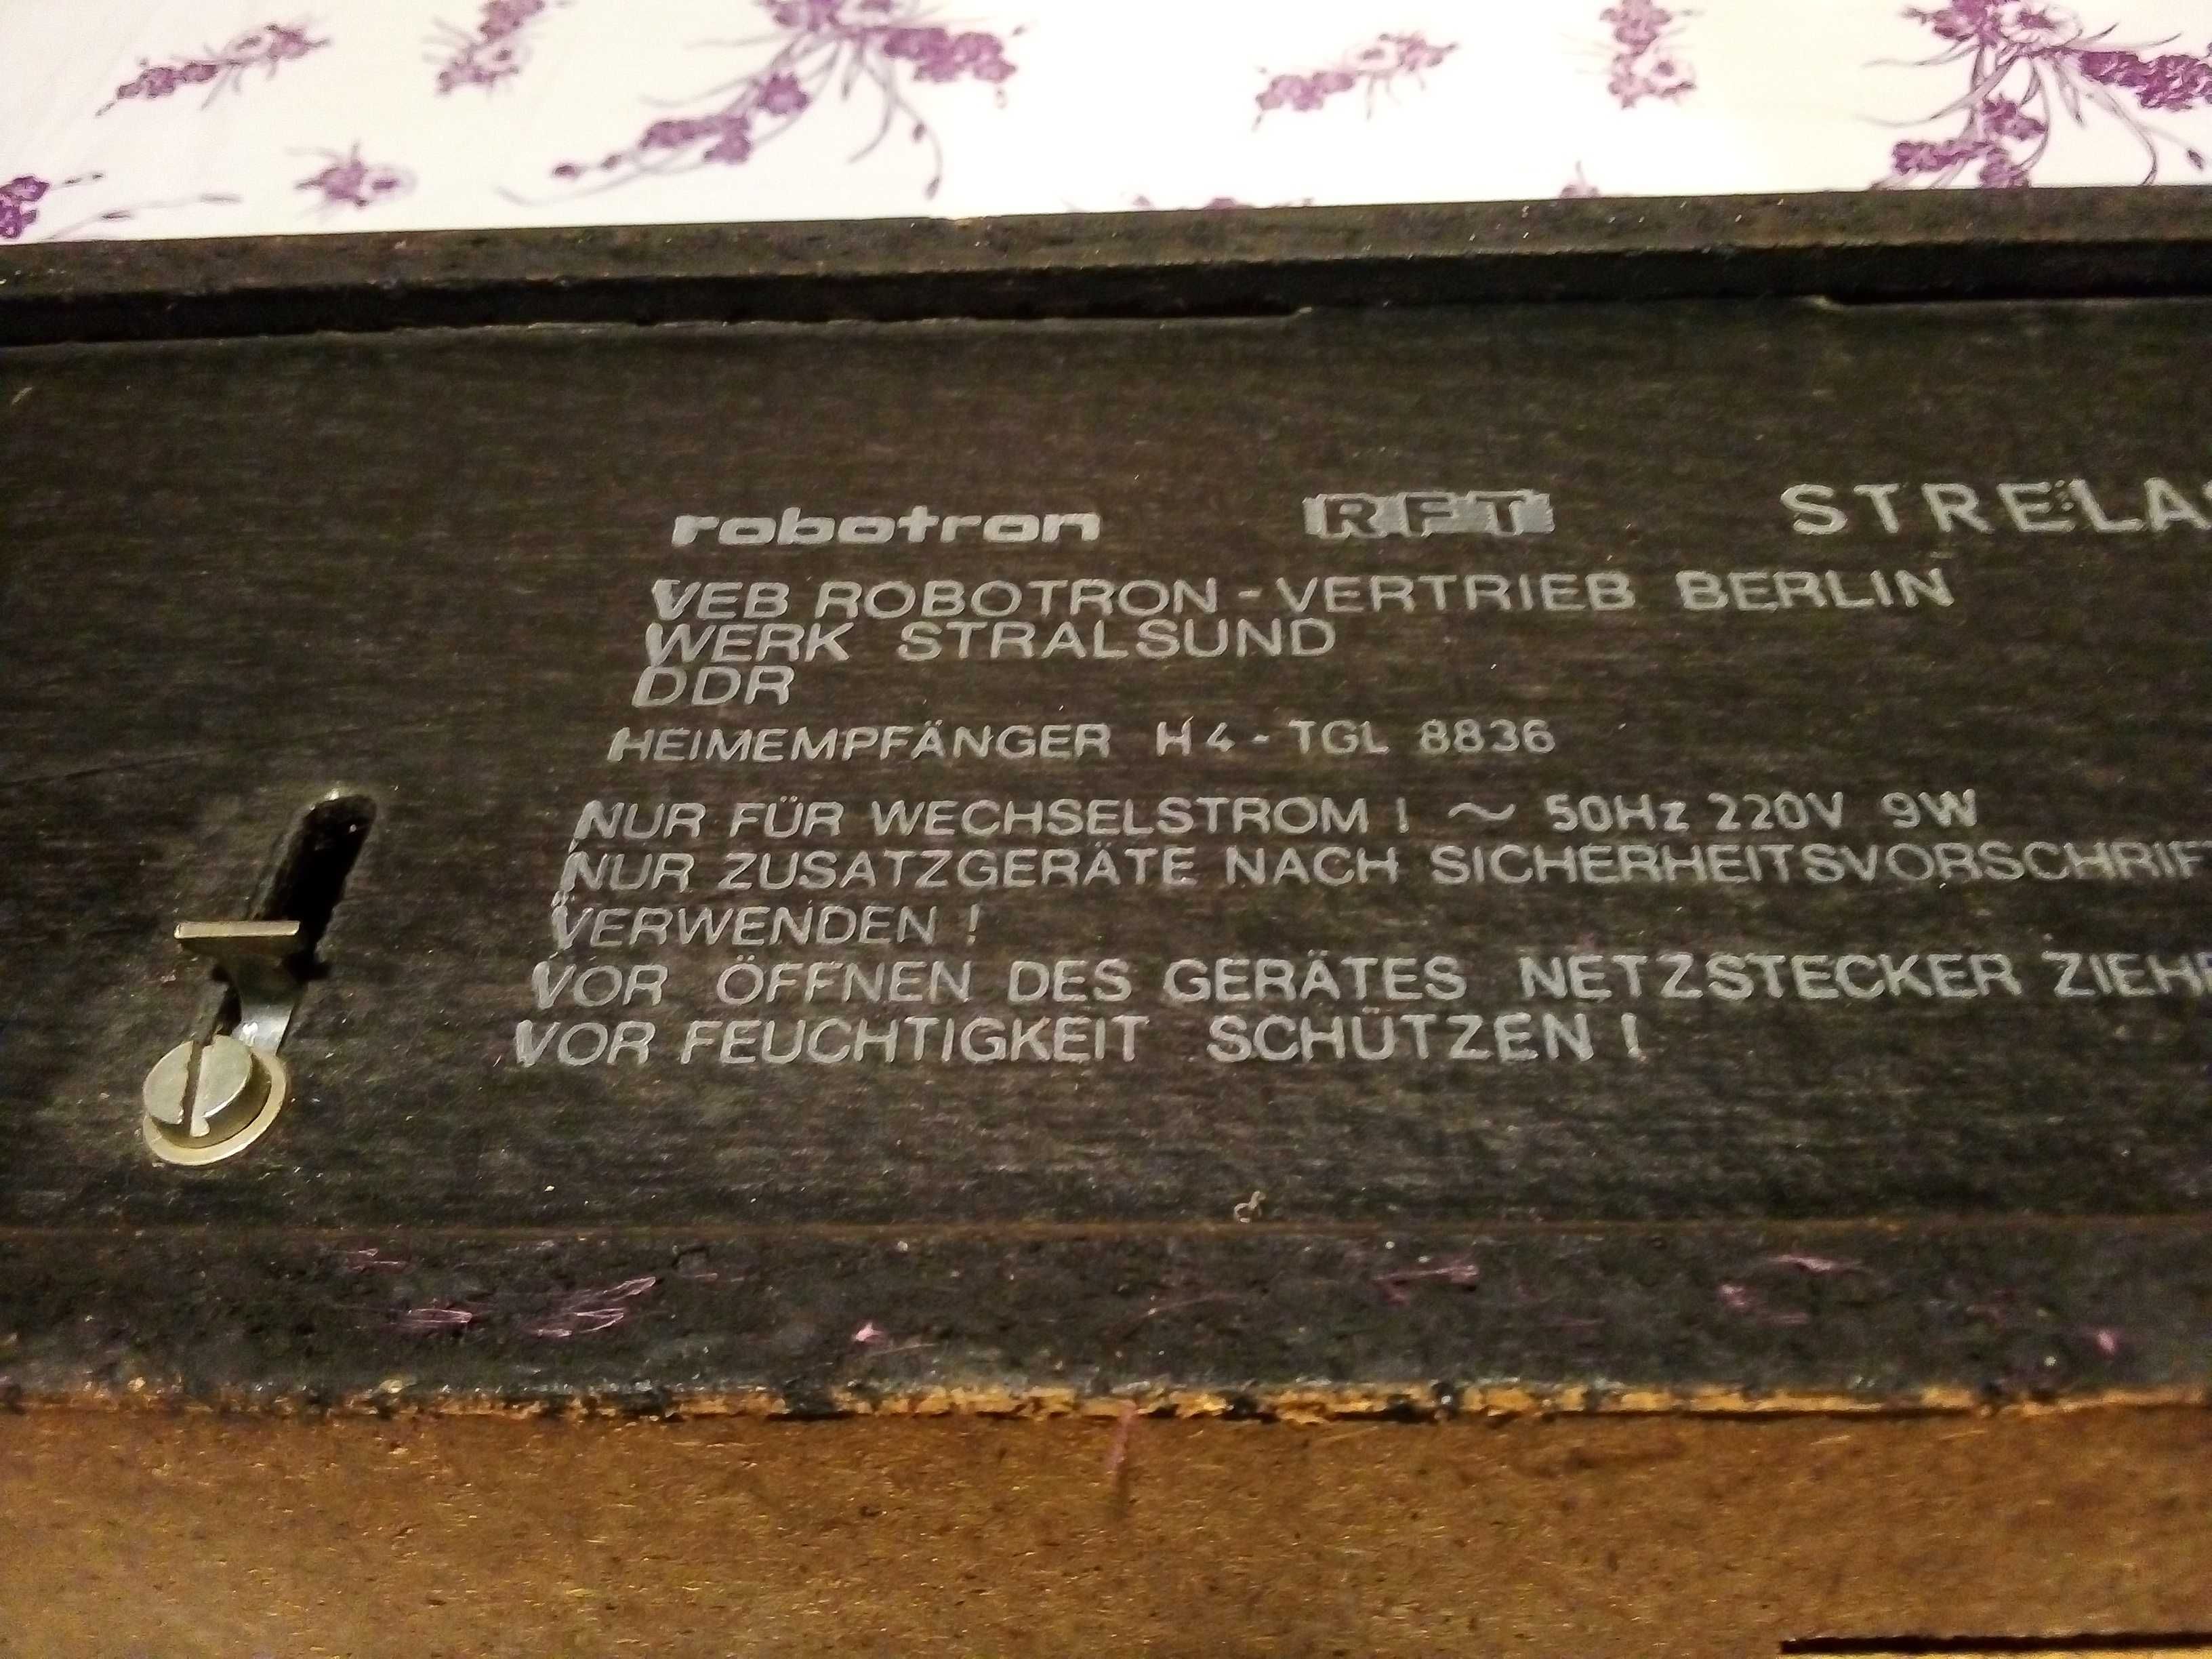 robotron RFT STRELA
VEB ROBOTRON-VERTRIEB BERLIN
WERK STRALSUND
DDR
HEIMEMPFÄNGER H4-TGL 8836
NUR FÜR WECHSELSTROM! ~ 50Hz 220V 9W
NUR ZUSATZGERÄTE NACH SICHERHEITSVORSCHRIF
VERWENDEN!
VOR ÖFFNEN DES GERÄTES NETZSTECKER ZIEH
VOR FEUCHTIGKEIT SCHÜTZEN!